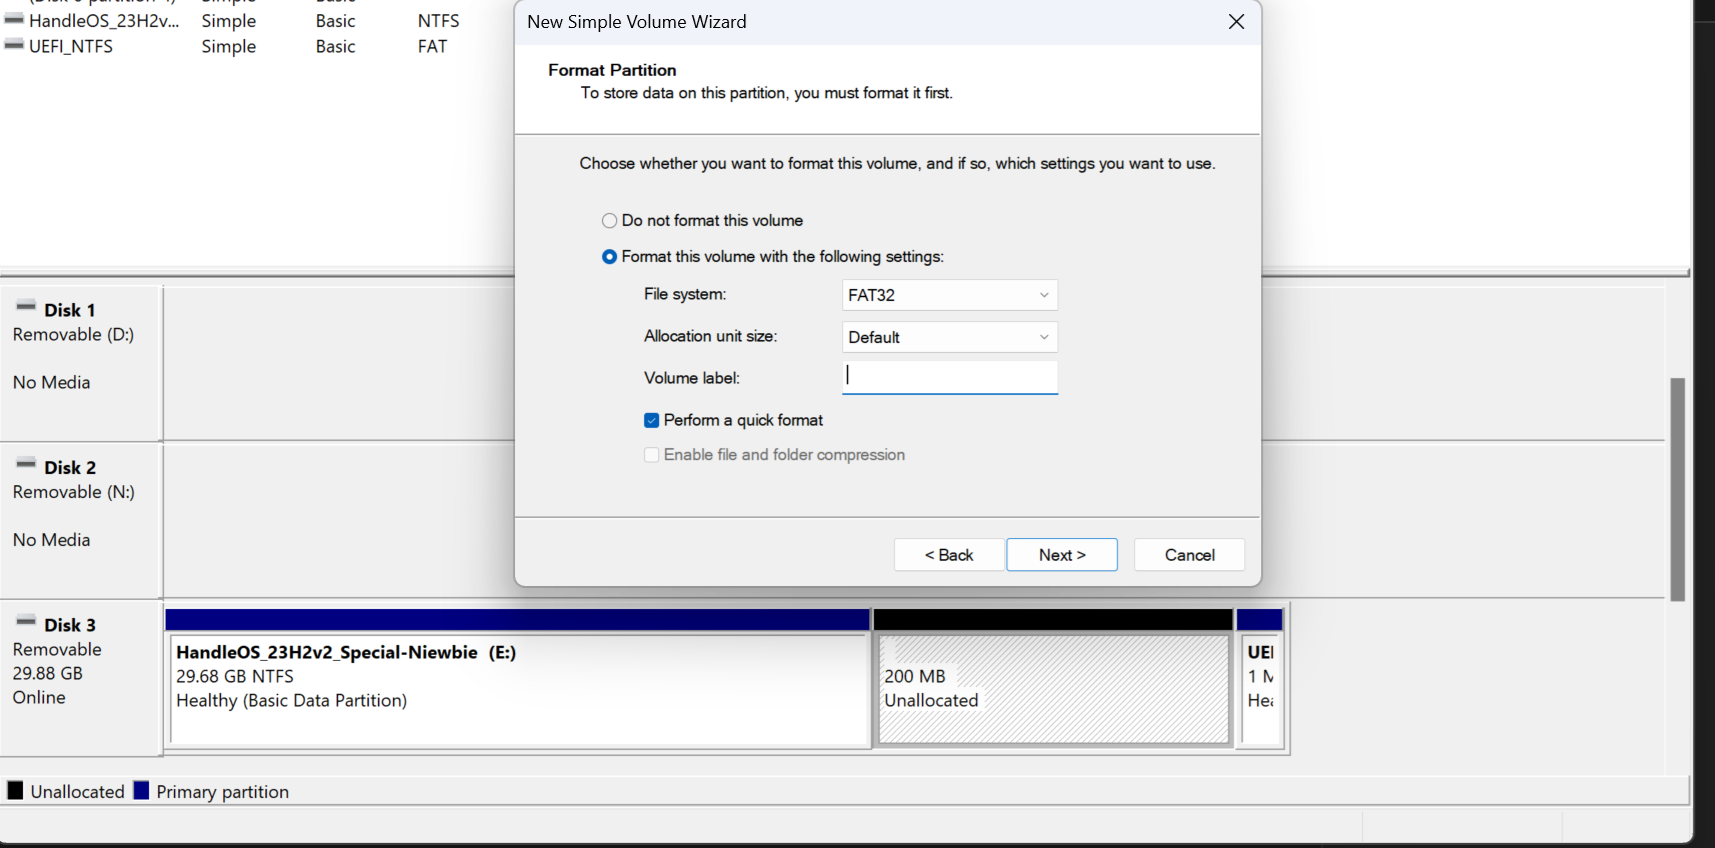 HandleOS_23H2v... Simple Basic NTFS
UEFI_NTFS Simple Basic FAT
New Simple Volume Wizard
Format Partition
To store data on this partition, you must format it first.
Choose whether you want to format this volume, and if so, which settings you want to use.
Do not format this volume
Format this volume with the following settings:
File system: FAT32
Allocation unit size: Default
Volume label:
Perform a quick format
Enable file and folder compression
< Back Next > Cancel
Disk 1
Removable (D:)
No Media
Disk 2
Removable (N:)
No Media
Disk 3
Removable
29.88 GB
Online
HandleOS_23H2v2_Special-Niewbie (E:)
29.68 GB NTFS
Healthy (Basic Data Partition)
200 MB
Unallocated
UEI
1 M
Hea
Unallocated Primary partition